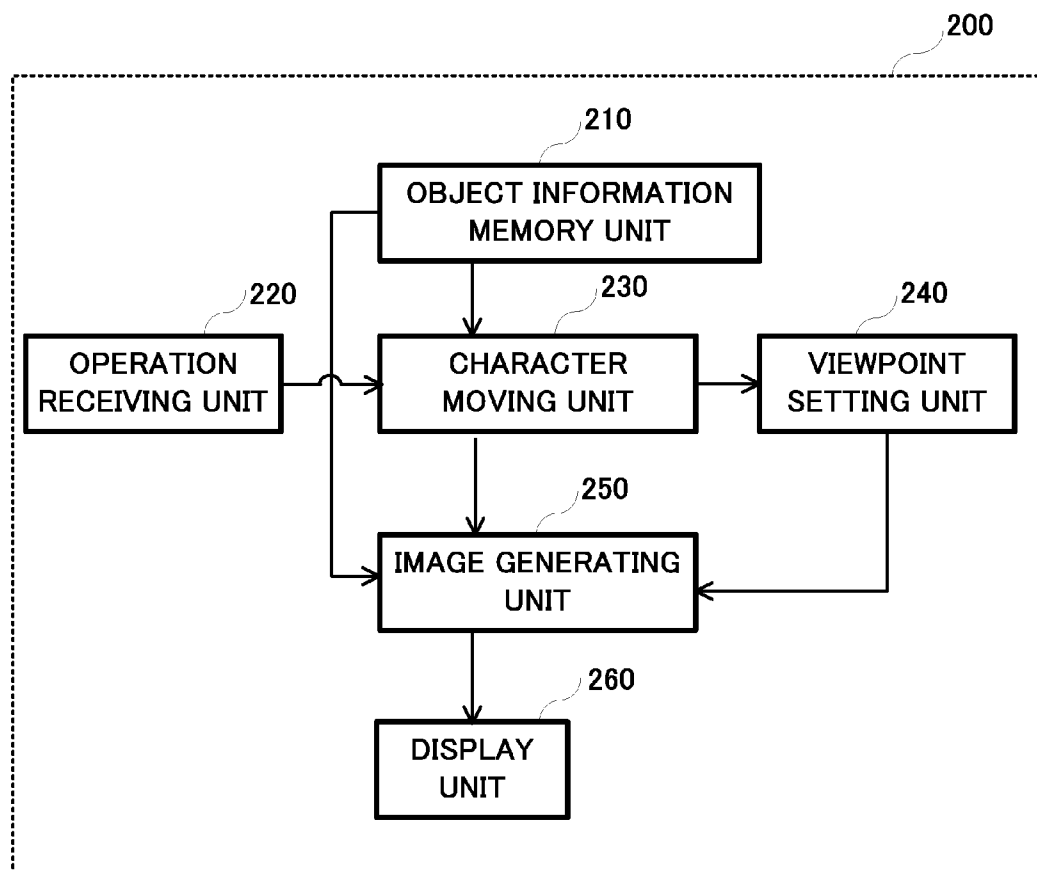 200
210
OBJECT INFORMATION
MEMORY UNIT
220
230
240
OPERATION
RECEIVING UNIT
CHARACTER
MOVING UNIT
VIEWPOINT
SETTING UNIT
250
IMAGE GENERATING
UNIT
260
DISPLAY
UNIT